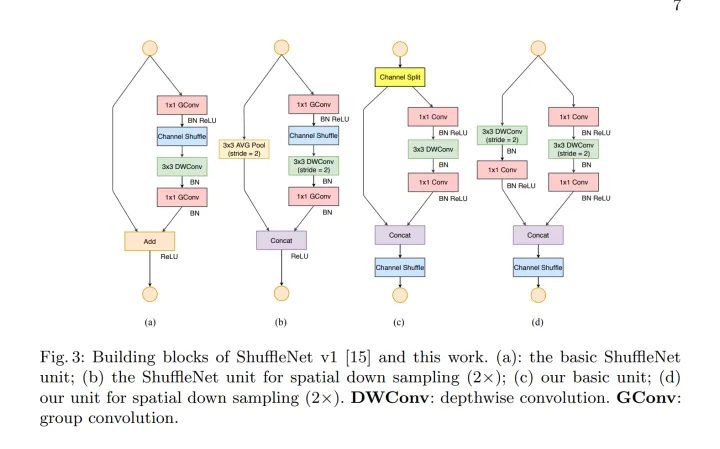 7
Channel Split
1x1 GConv
BN ReLU
Channel Shuffle
3x3 DWConv
BN
1x1 GConv
BN
Add
ReLU
(a)
3x3 AVG Pool
(stride = 2)
1x1 GConv
BN ReLU
Channel Shuffle
3x3 DWConv
(stride = 2)
BN
1x1 GConv
BN
Concat
ReLU
(b)
1x1 Conv
BN ReLU
3x3 DWConv
BN
1x1 Conv
BN ReLU
Concat
Channel Shuffle
(c)
3x3 DWConv
(stride = 2)
BN
1x1 Conv
BN ReLU
1x1 Conv
BN ReLU
3x3 DWConv
(stride = 2)
BN
1x1 Conv
BN ReLU
Concat
Channel Shuffle
(d)
Fig. 3: Building blocks of ShuffleNet v1 [15] and this work. (a): the basic ShuffleNet
unit; (b) the ShuffleNet unit for spatial down sampling (2×); (c) our basic unit; (d)
our unit for spatial down sampling (2×). DWConv: depthwise convolution. GConv:
group convolution.